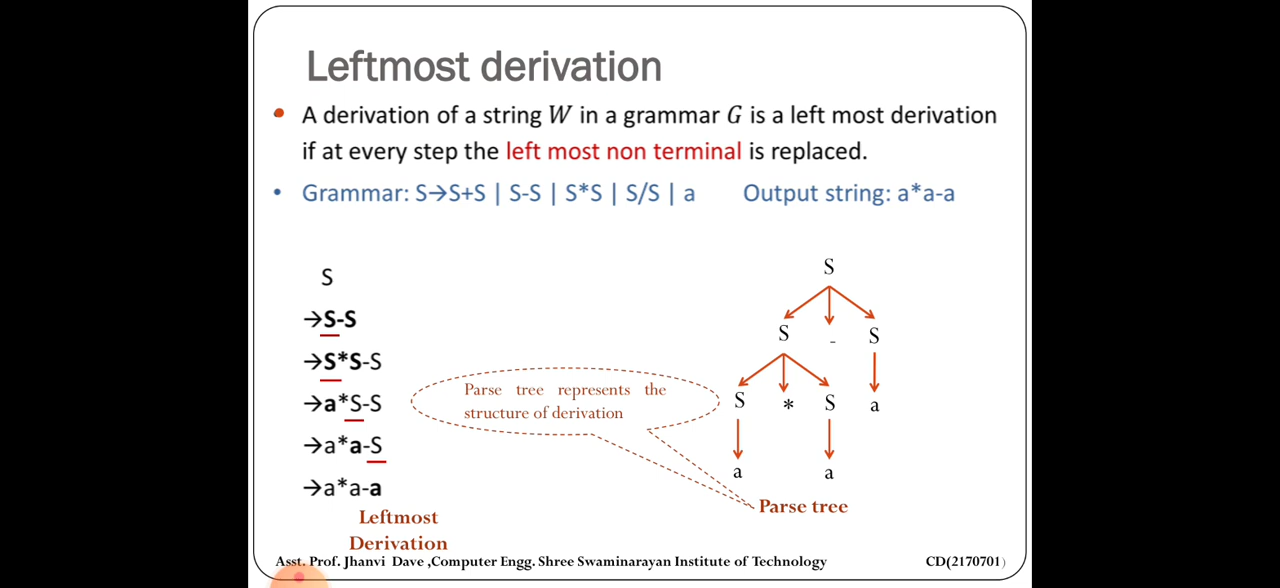 Leftmost derivation
• A derivation of a string W in a grammar G is a left most derivation
if at every step the left most non terminal is replaced.
• Grammar: S→S+S | S-S | S*S | S/S | a Output string: a*a-a
S
→S-S
→S*S-S
→a*S-S
→a*a-S
→a*a-a
Leftmost
Derivation
Parse tree represents the
structure of derivation
S
S - S
S * S a
a a
Parse tree
Asst. Prof. Jhanvi Dave ,Computer Engg. Shree Swaminarayan Institute of Technology CD(2170701)